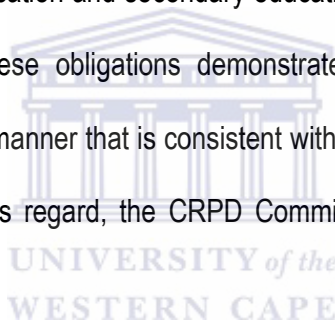 cation and secondary educati
ese obligations demonstrate
manner that is consistent with
s regard, the CRPD Commi
UNIVERSITY of the
WESTERN CAPE